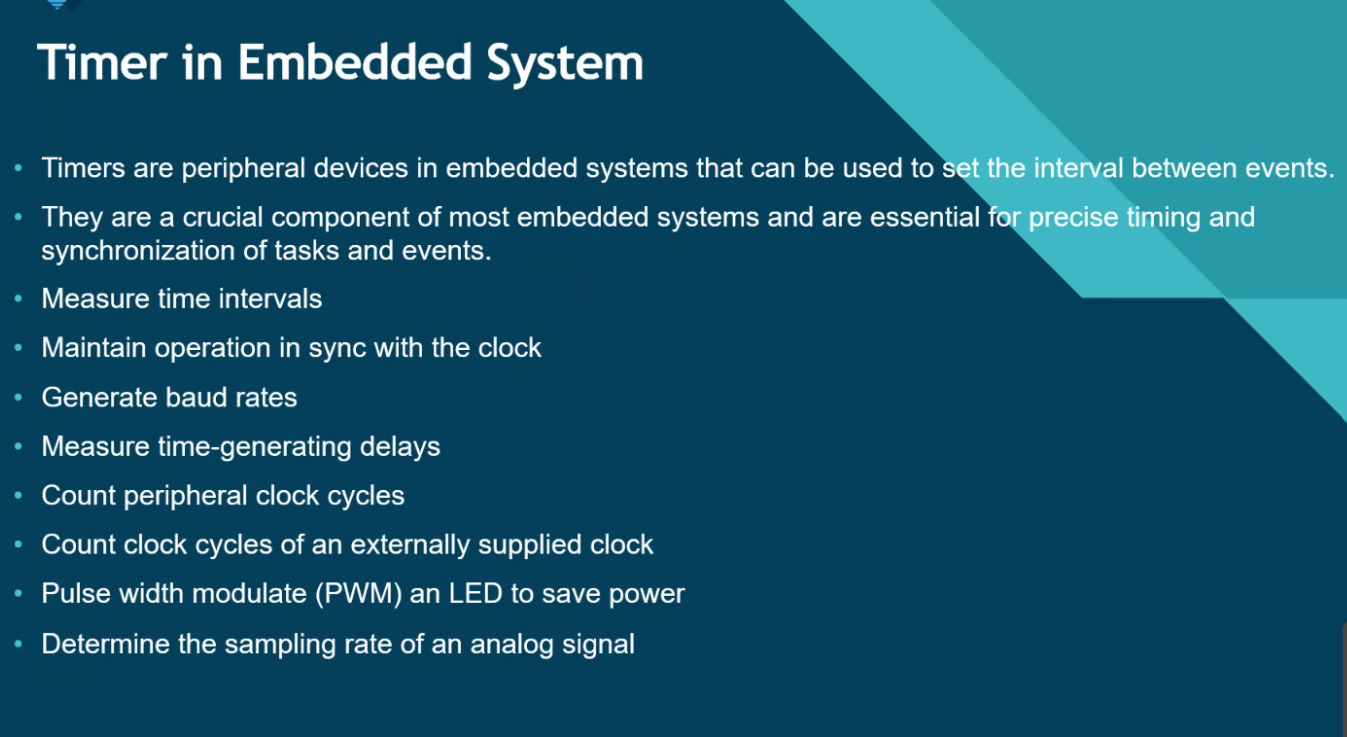 Timer in Embedded System
• Timers are peripheral devices in embedded systems that can be used to set the interval between events.
• They are a crucial component of most embedded systems and are essential for precise timing and
synchronization of tasks and events.
• Measure time intervals
• Maintain operation in sync with the clock
• Generate baud rates
• Measure time-generating delays
• Count peripheral clock cycles
• Count clock cycles of an externally supplied clock
• Pulse width modulate (PWM) an LED to save power
• Determine the sampling rate of an analog signal